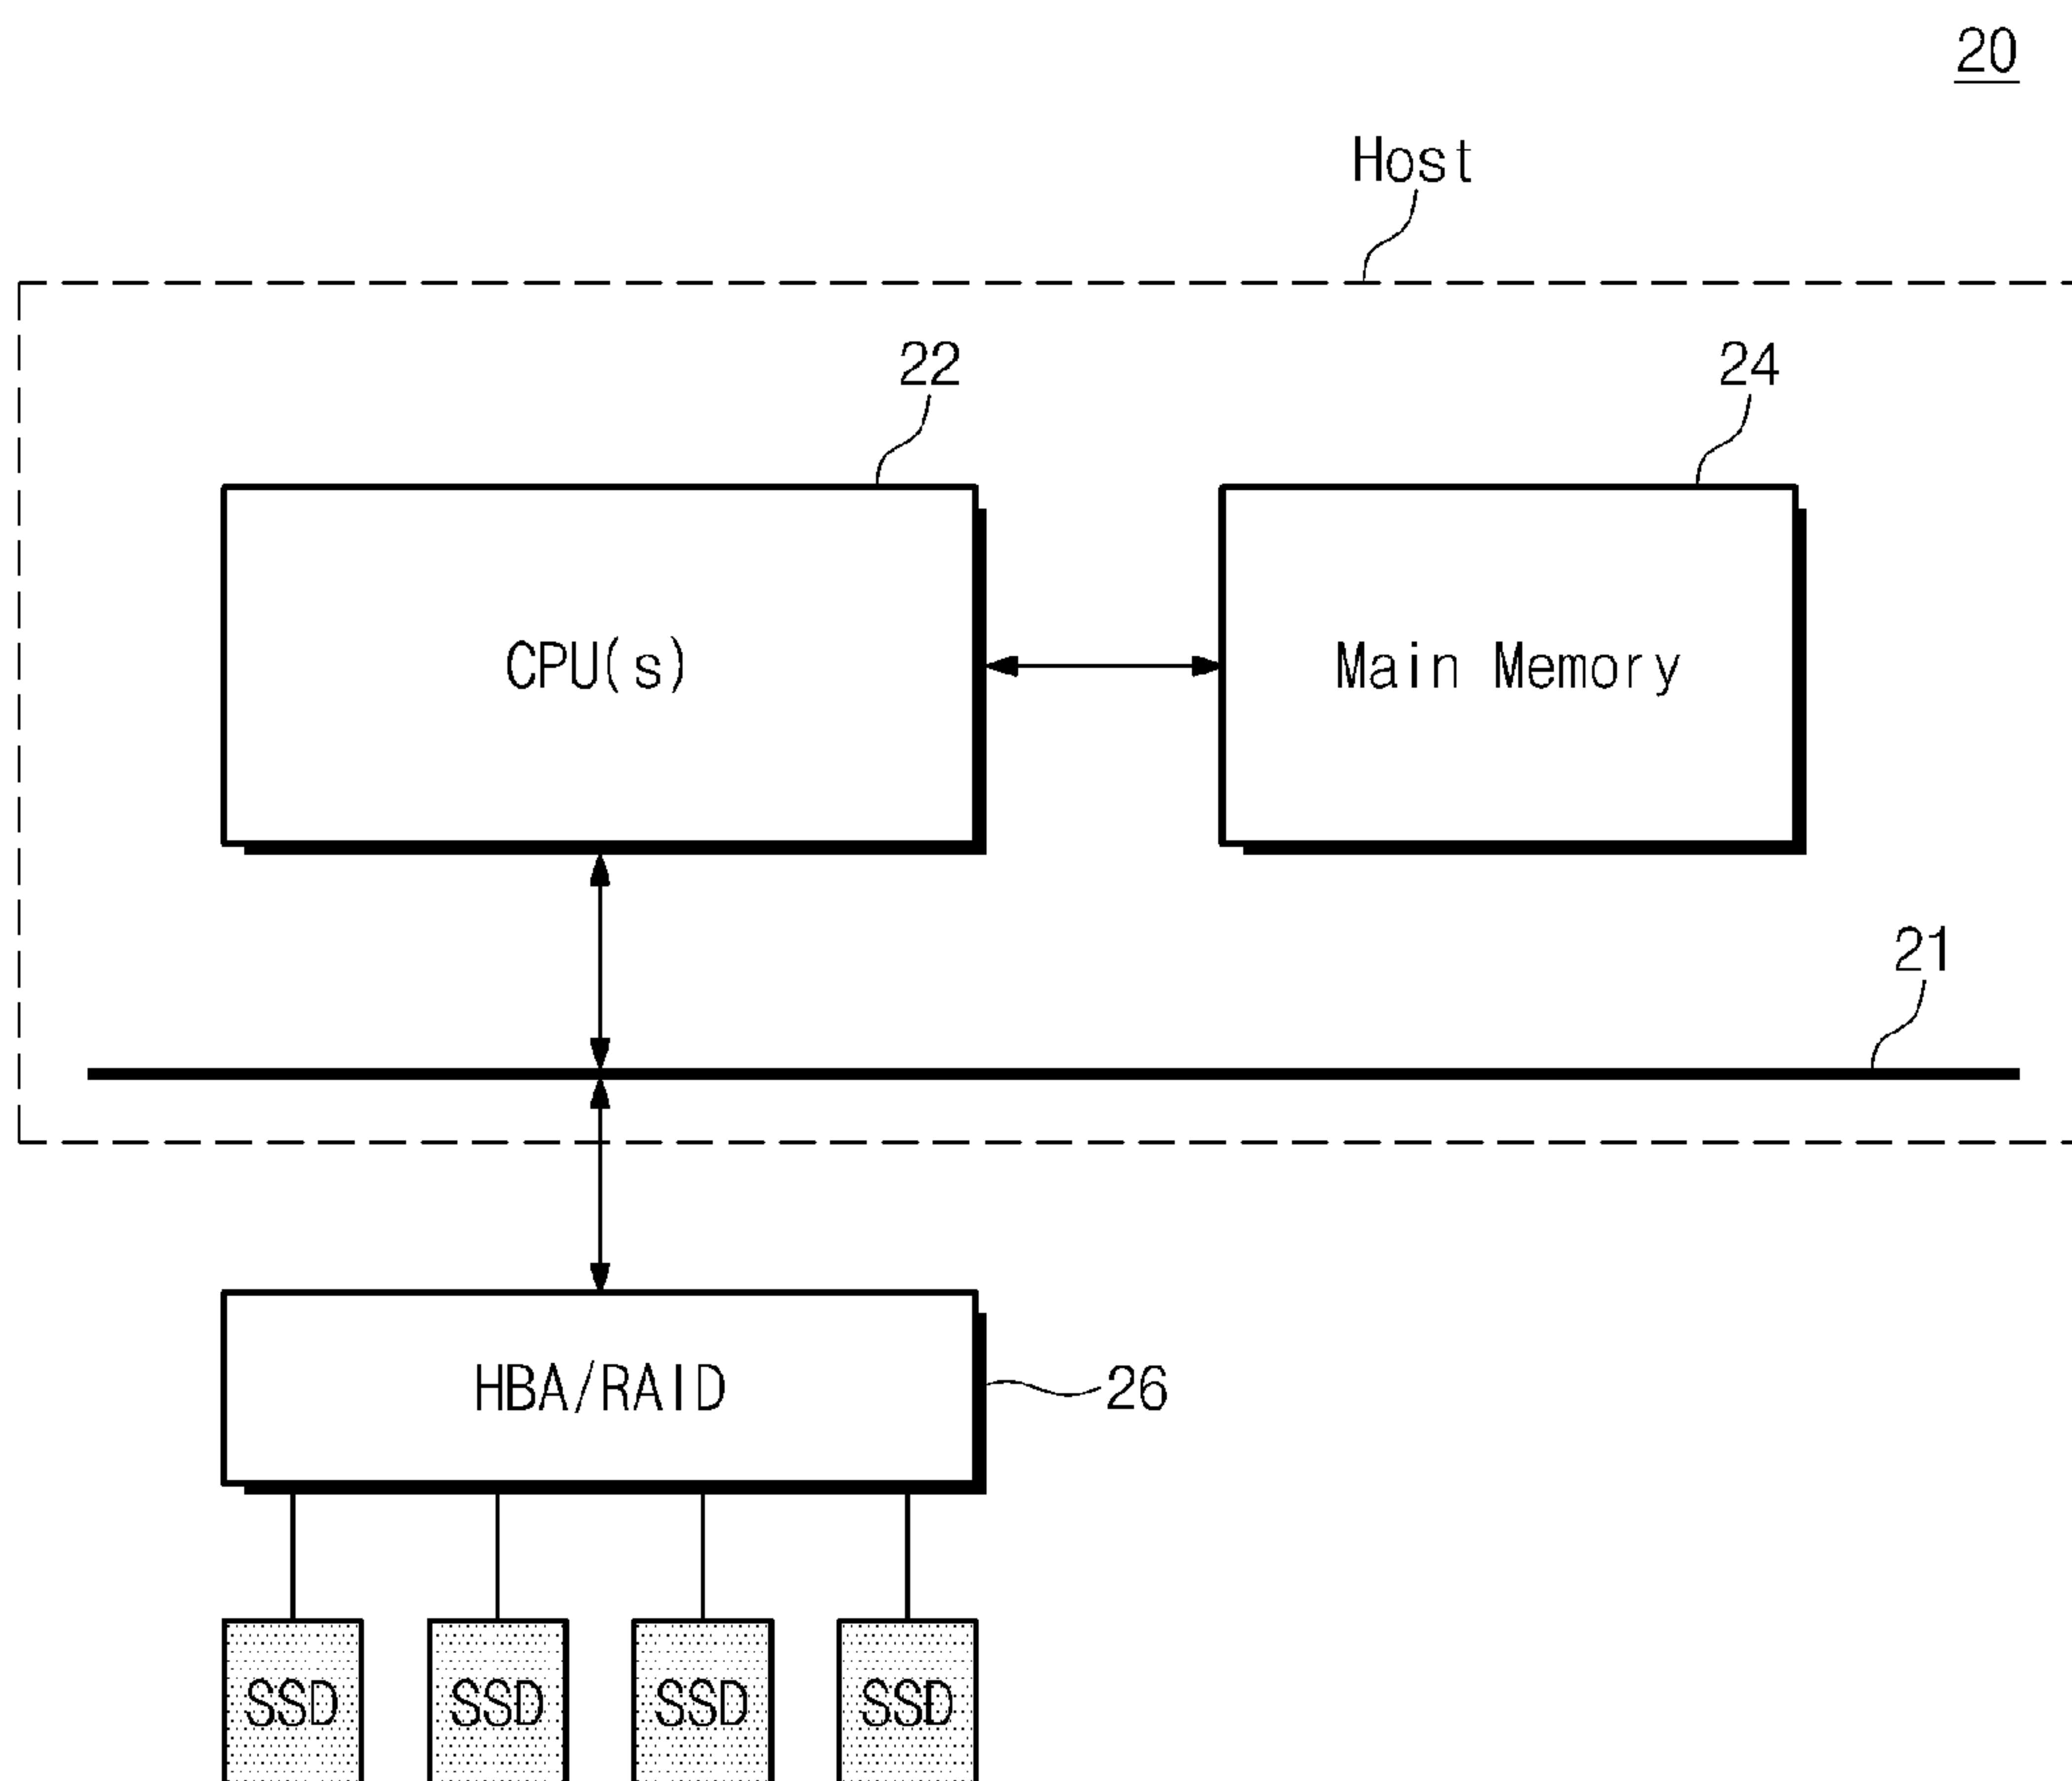 20
Host
22
24
CPU(s)
Main Memory
21
HBA/RAID
26
SSD
SSD
SSD
SSD